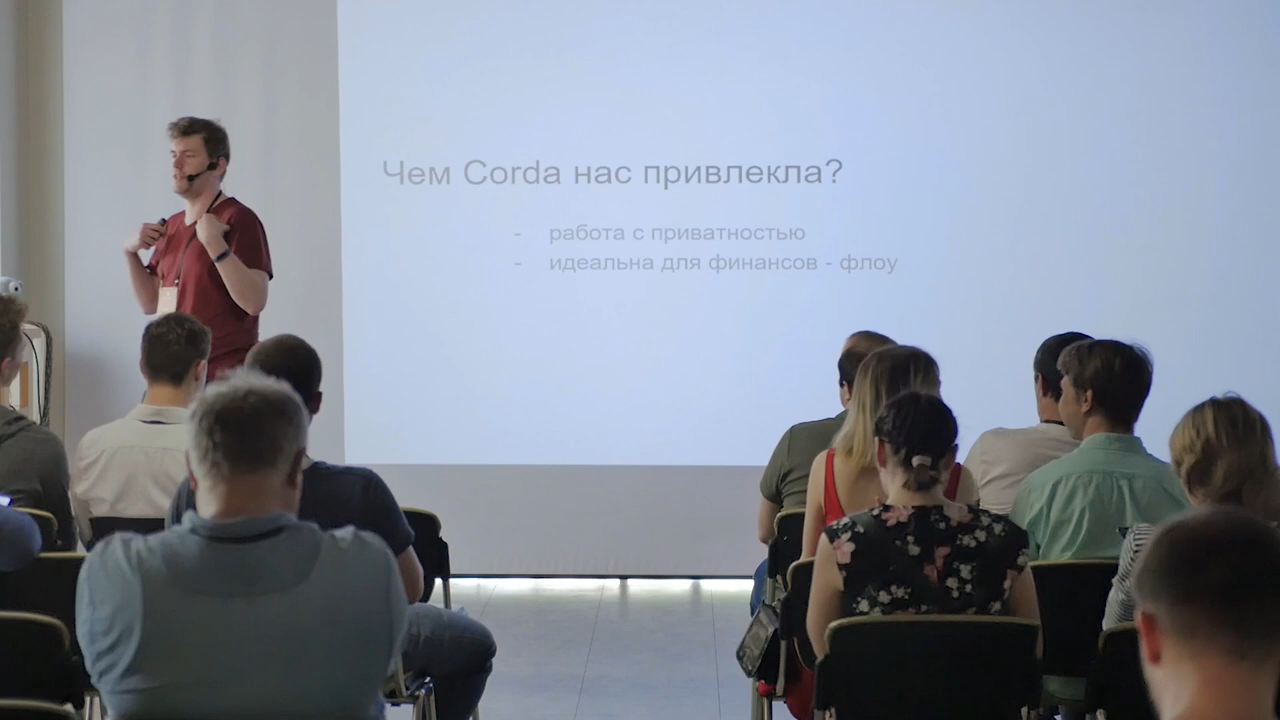 Чем Corda нас привлекла?
- работа с приватностью
- идеальна для финансов - флоу